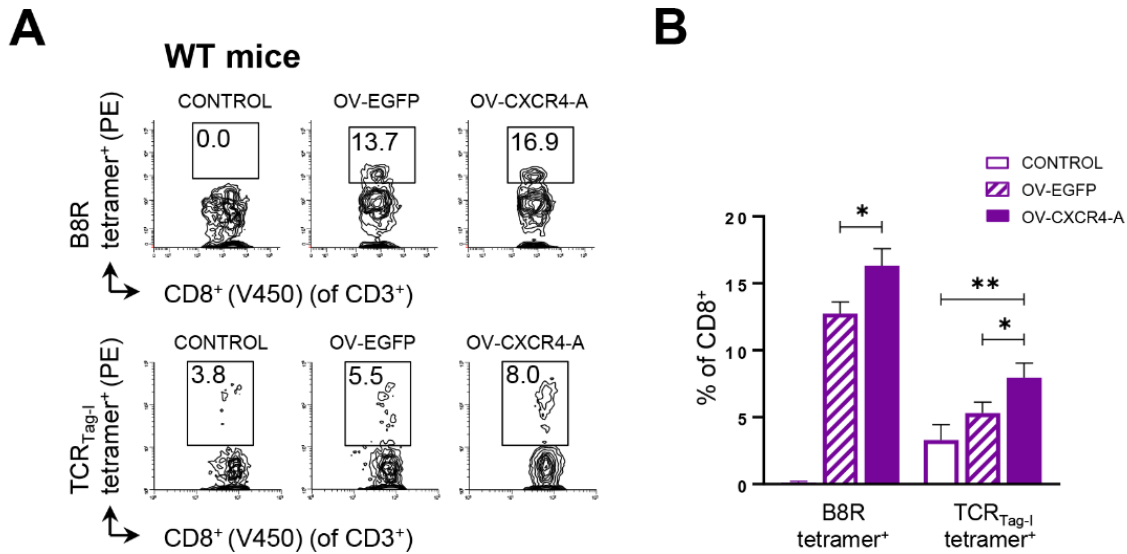 A
WT mice
CONTROL
OV-EGFP
OV-CXCR4-A
B8R
tetramer⁺ (PE)
0.0
13.7
16.9
CD8⁺ (V450) (of CD3⁺)
CONTROL
OV-EGFP
OV-CXCR4-A
TCR_Tag-I
tetramer⁺ (PE)
3.8
5.5
8.0
CD8⁺ (V450) (of CD3⁺)
B
CONTROL
OV-EGFP
OV-CXCR4-A
% of CD8⁺
20
15
10
5
0
*
**
*
B8R
tetramer⁺
TCR_Tag-I
tetramer⁺